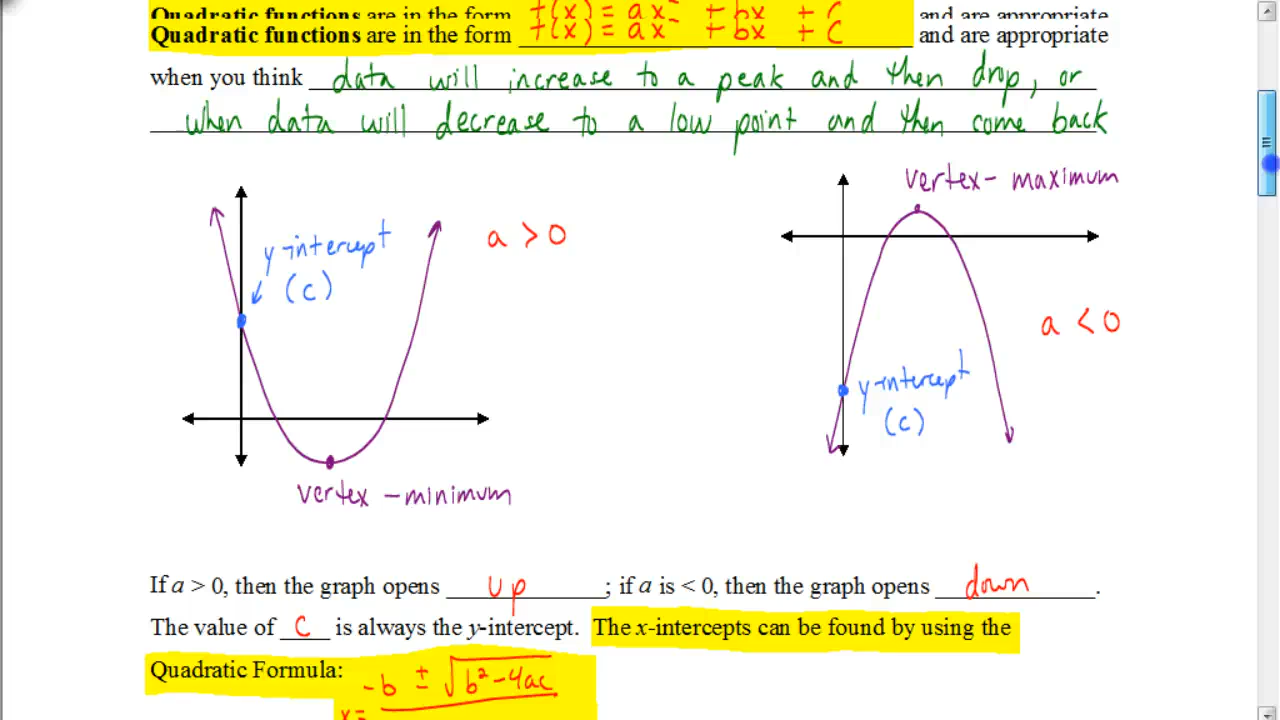 Quadratic functions are in the form f(x) = ax² + bx + c and are appropriate
Quadratic functions are in the form f(x) = ax² + bx + c and are appropriate
when you think data will increase to a peak and then drop, or
when data will decrease to a low point and then come back
vertex - maximum
y-intercept
(c)
a > 0
a < 0
y-intercept
(c)
vertex - minimum
If a > 0, then the graph opens up; if a is < 0, then the graph opens down.
The value of c is always the y-intercept. The x-intercepts can be found by using the
Quadratic Formula:
x = -b ± √b² - 4ac